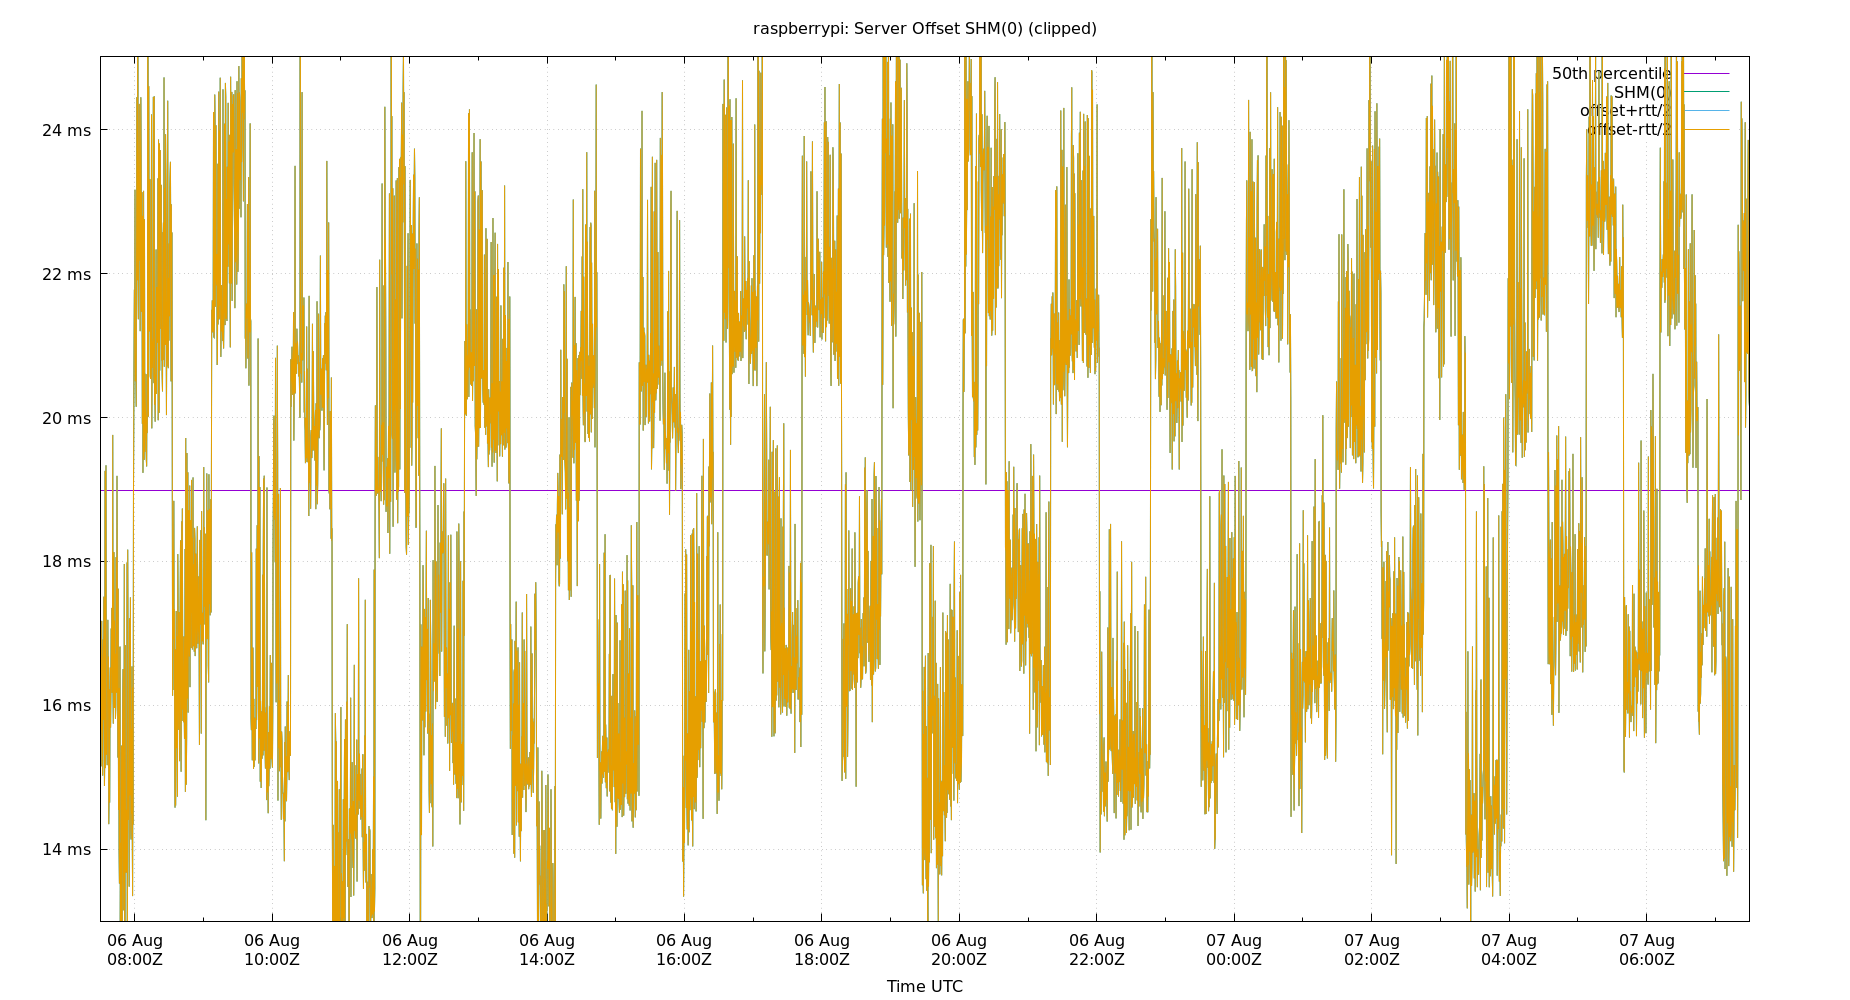 raspberrypi: Server Offset SHM(0) (clipped)
50th percentile
SHM(0)
offset+rtt/2
offset-rtt/2
24 ms
22 ms
20 ms
18 ms
16 ms
14 ms
06 Aug 06 Aug 06 Aug 06 Aug 06 Aug 06 Aug 06 Aug 06 Aug 07 Aug 07 Aug 07 Aug 07 Aug
08:00Z 10:00Z 12:00Z 14:00Z 16:00Z 18:00Z 20:00Z 22:00Z 00:00Z 02:00Z 04:00Z 06:00Z
Time UTC